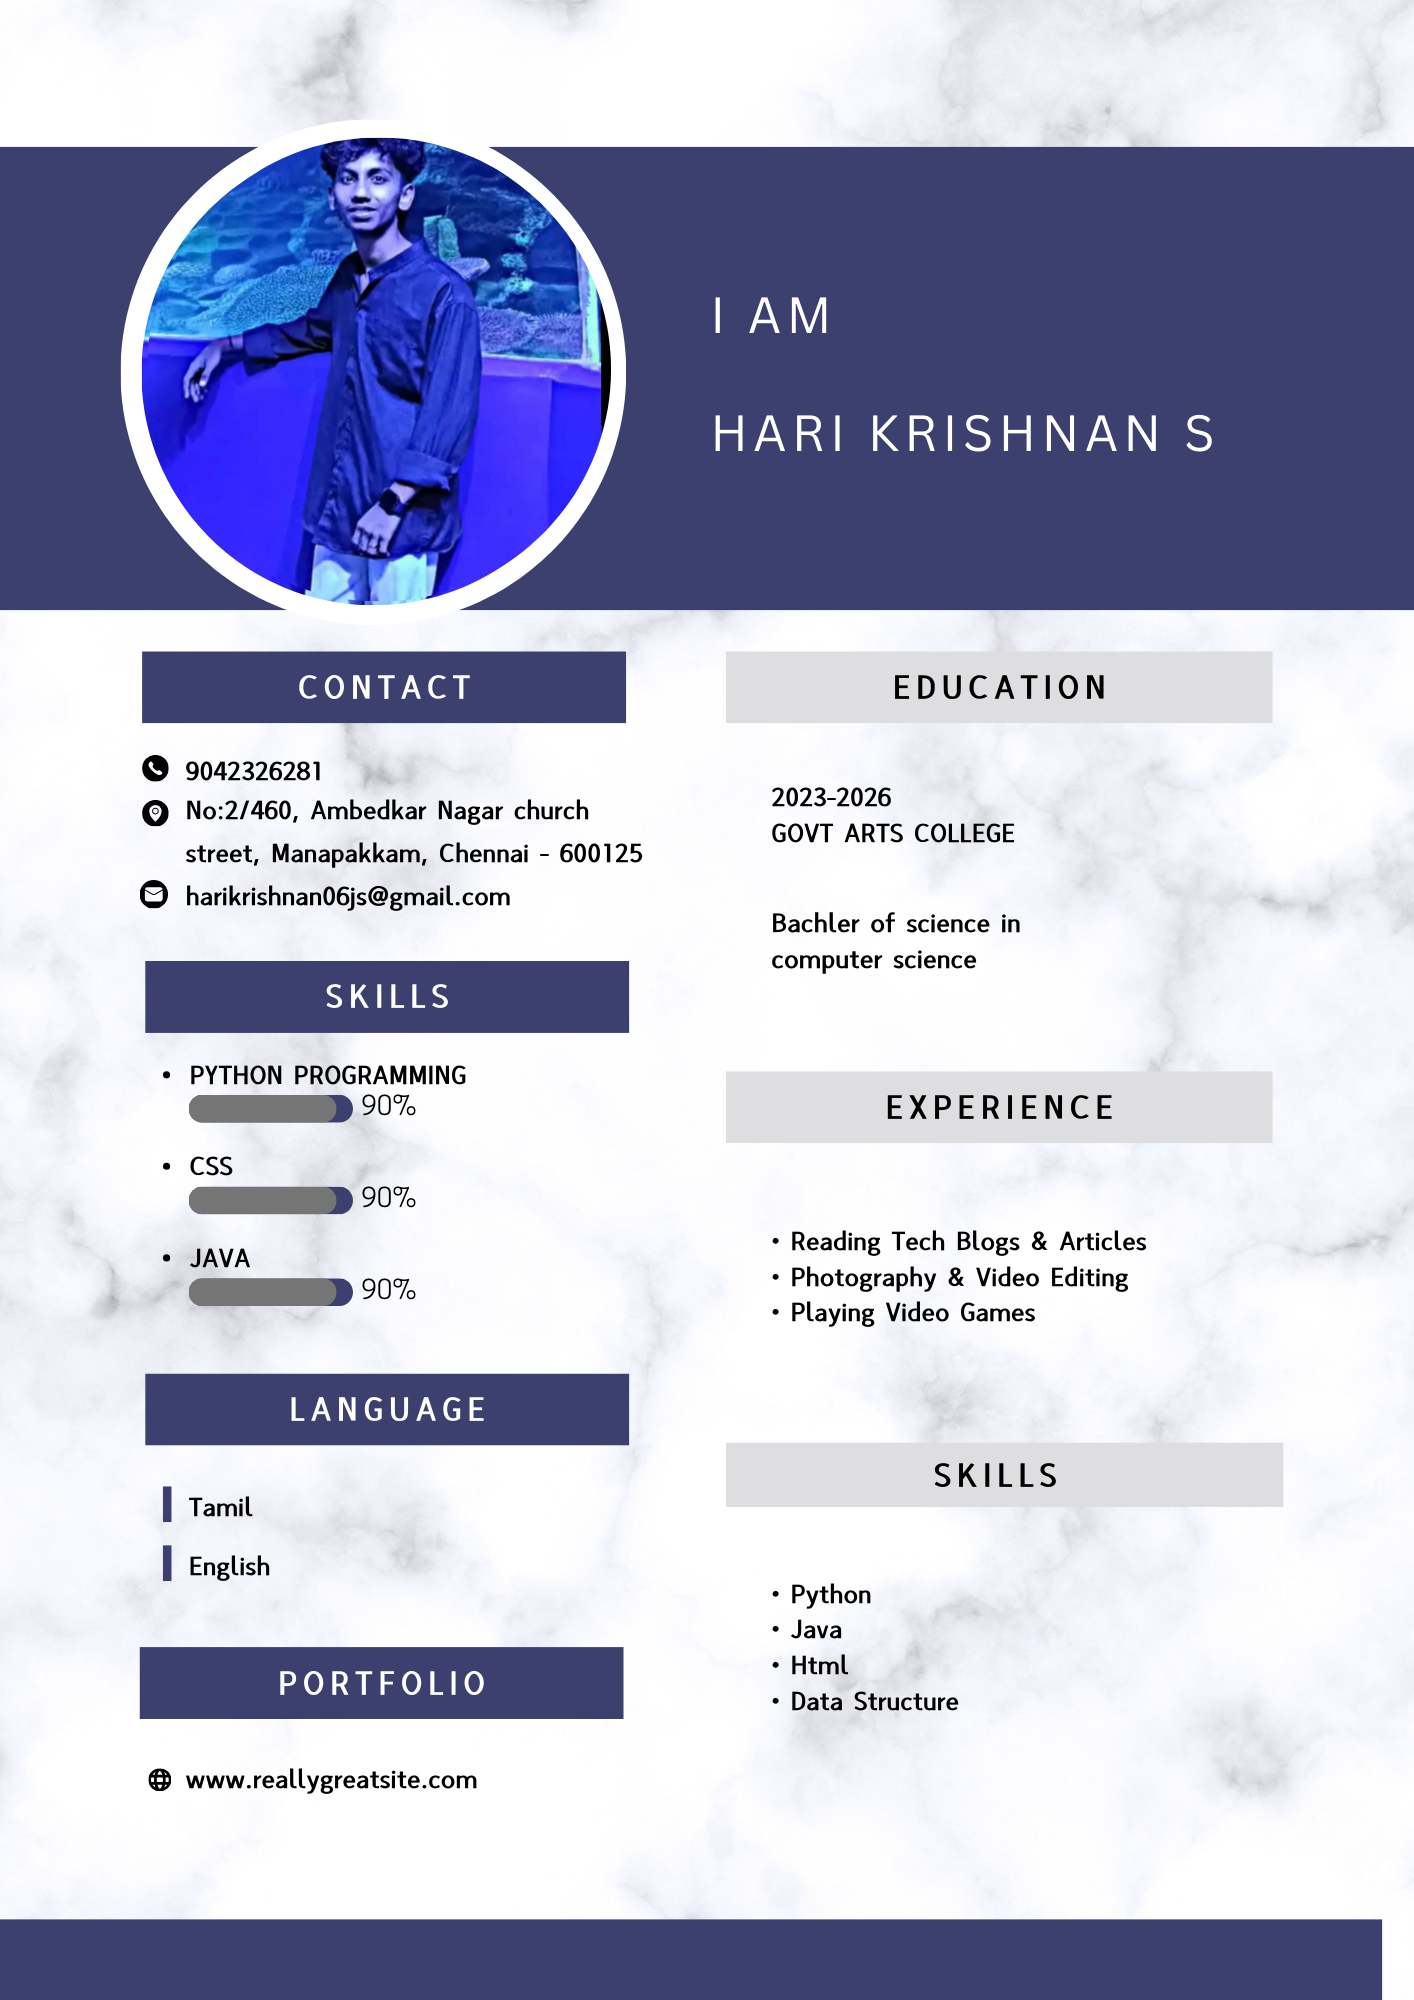 I AM
HARI KRISHNAN S
CONTACT
9042326281
No:2/460, Ambedkar Nagar church
street, Manapakkam, Chennai - 600125
harikrishnan06js@gmail.com
SKILLS
• PYTHON PROGRAMMING
90%
• CSS
90%
• JAVA
90%
LANGUAGE
Tamil
English
PORTFOLIO
www.reallygreatsite.com
EDUCATION
2023-2026
GOVT ARTS COLLEGE
Bachler of science in
computer science
EXPERIENCE
• Reading Tech Blogs & Articles
• Photography & Video Editing
• Playing Video Games
SKILLS
• Python
• Java
• Html
• Data Structure